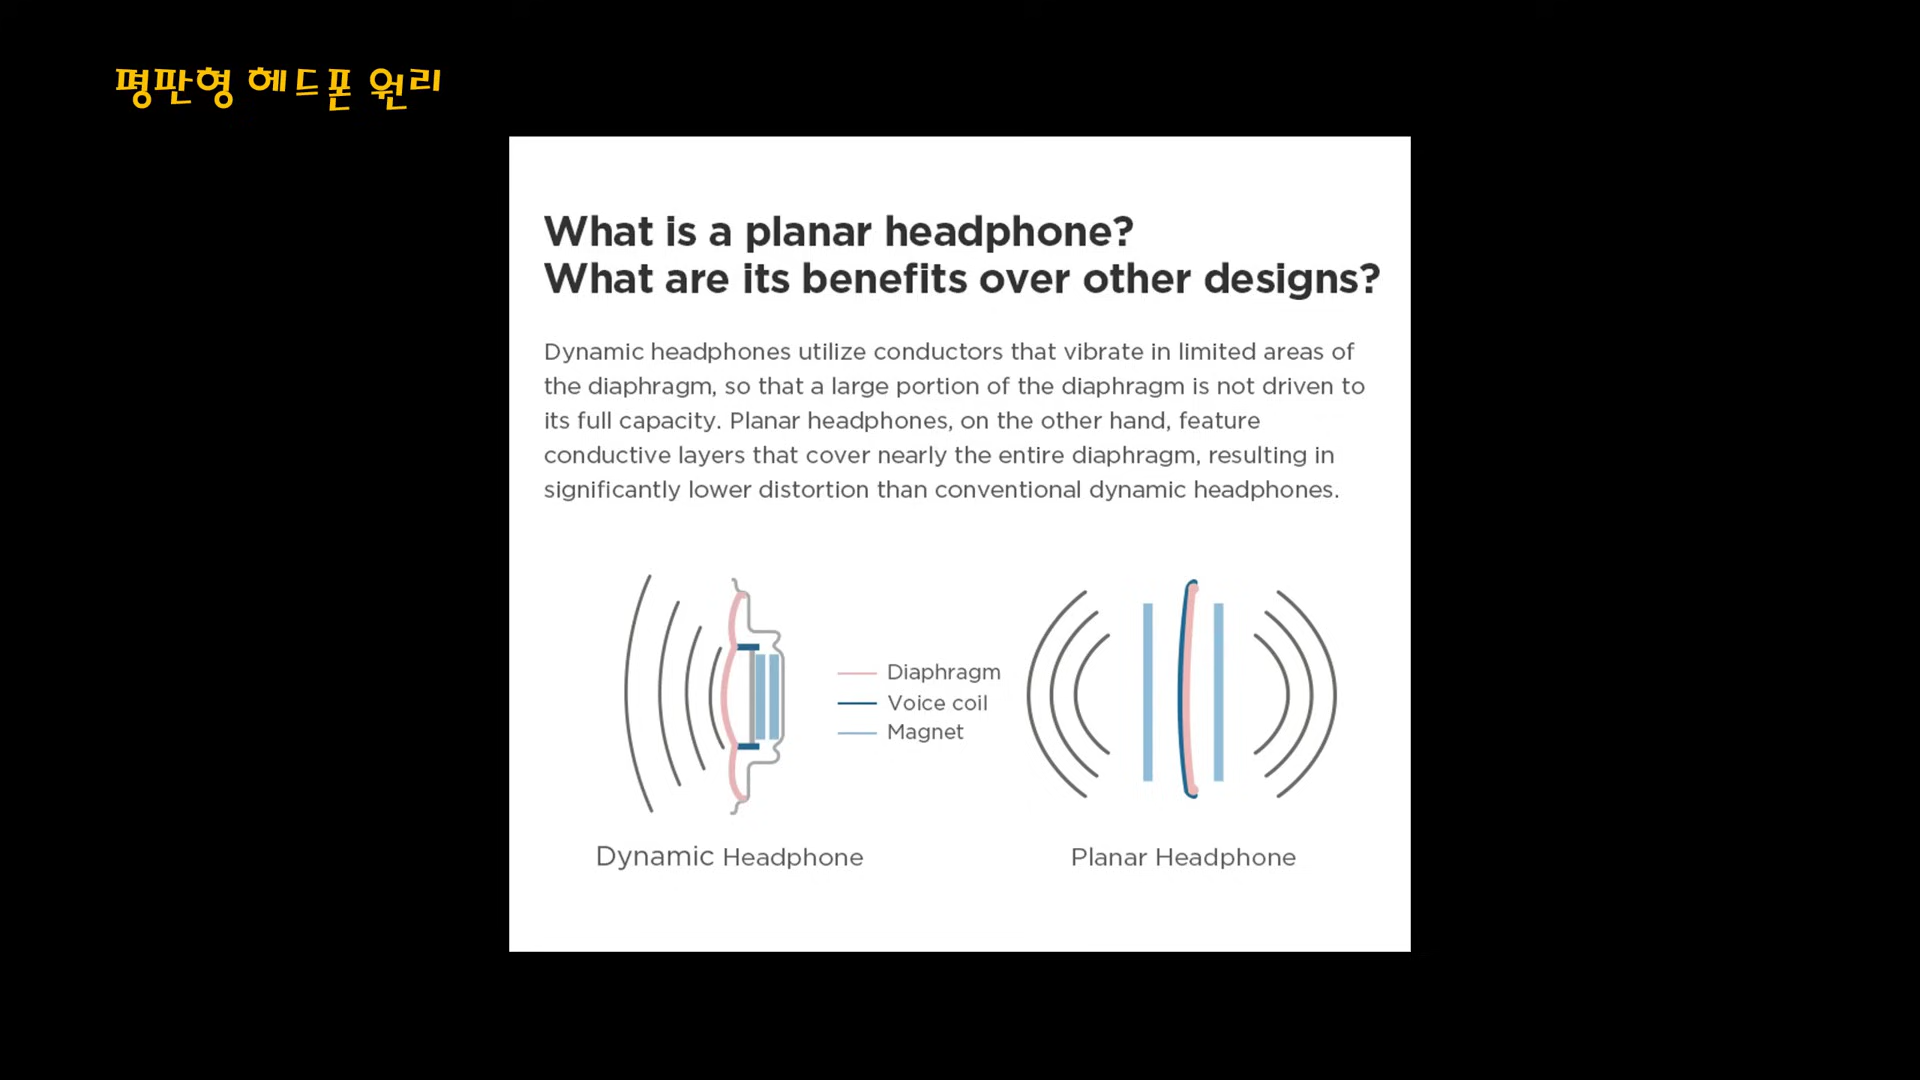 평판형 헤드폰 원리
What is a planar headphone?
What are its benefits over other designs?
Dynamic headphones utilize conductors that vibrate in limited areas of
the diaphragm, so that a large portion of the diaphragm is not driven to
its full capacity. Planar headphones, on the other hand, feature
conductive layers that cover nearly the entire diaphragm, resulting in
significantly lower distortion than conventional dynamic headphones.
Diaphragm
Voice coil
Magnet
Dynamic Headphone
Planar Headphone